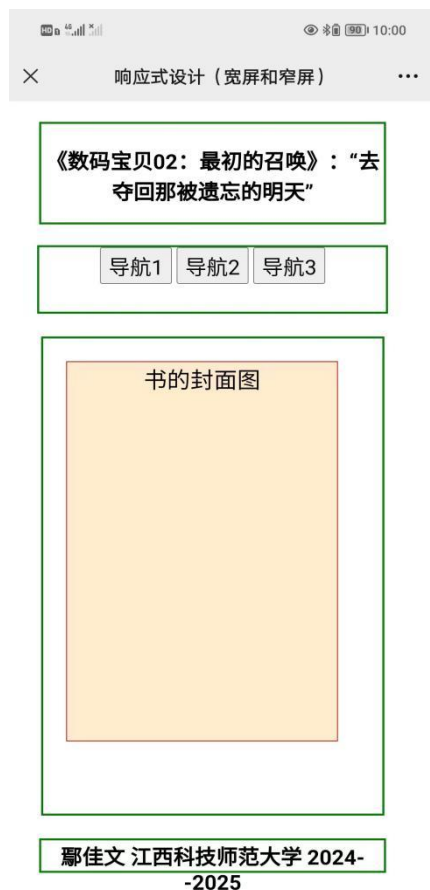 HD 4G 90 10:00
响应式设计（宽屏和窄屏）
《数码宝贝02：最初的召唤》：“去
夺回那被遗忘的明天”
导航1 导航2 导航3
书的封面图
鄢佳文 江西科技师范大学 2024-
-2025